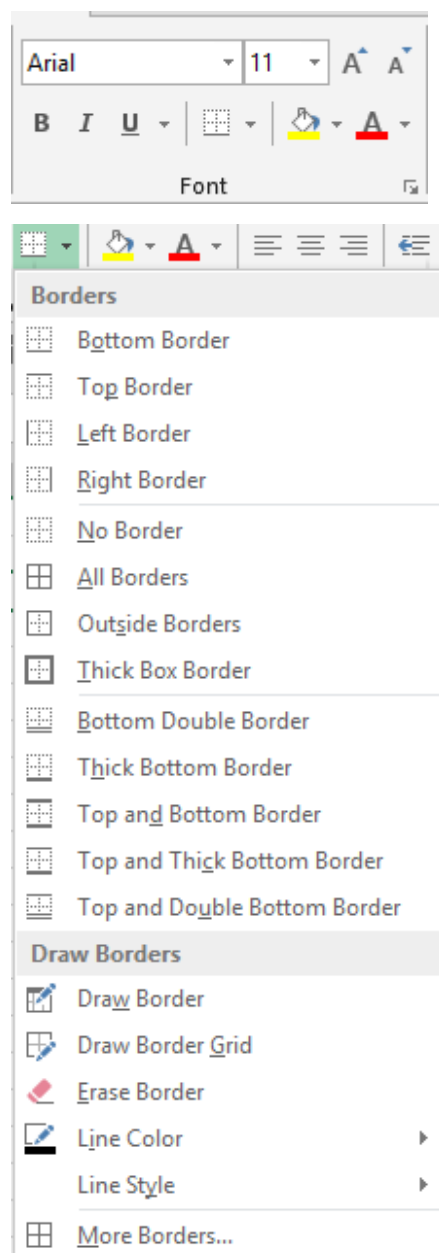 Arial 11 A A
B I U A
Font
A
Borders
Bottom Border
Top Border
Left Border
Right Border
No Border
All Borders
Outside Borders
Thick Box Border
Bottom Double Border
Thick Bottom Border
Top and Bottom Border
Top and Thick Bottom Border
Top and Double Bottom Border
Draw Borders
Draw Border
Draw Border Grid
Erase Border
Line Color
Line Style
More Borders...